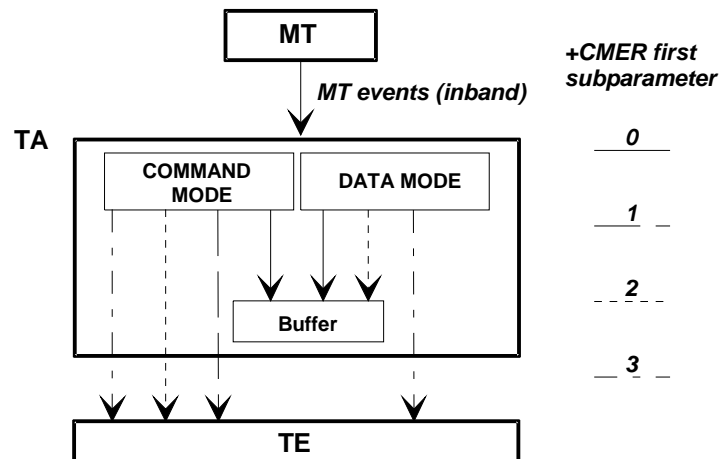 MT
+CMER first
subparameter
MT events (inband)
TA
0
COMMAND
MODE
DATA MODE
1
2
Buffer
3
TE